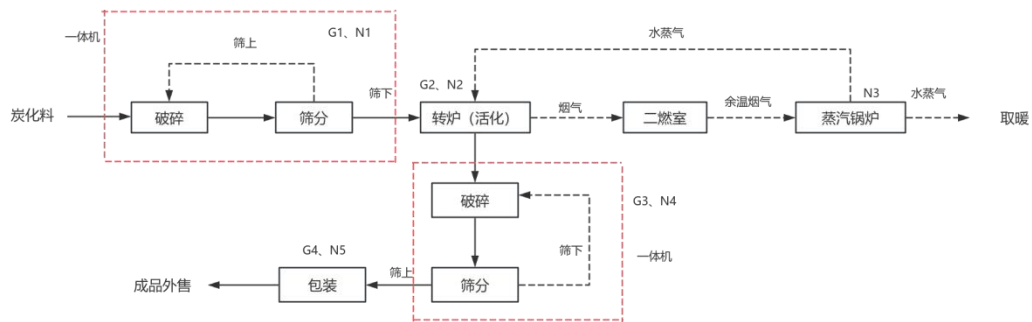 水蒸气
一体机
G1、N1
筛上
筛下
G2、N2
N3
水蒸气
烟气
余温烟气
炭化料
破碎
筛分
转炉（活化）
二燃室
蒸汽锅炉
取暖
破碎
G3、N4
G4、N5
筛下
一体机
筛上
成品外售
包装
筛分